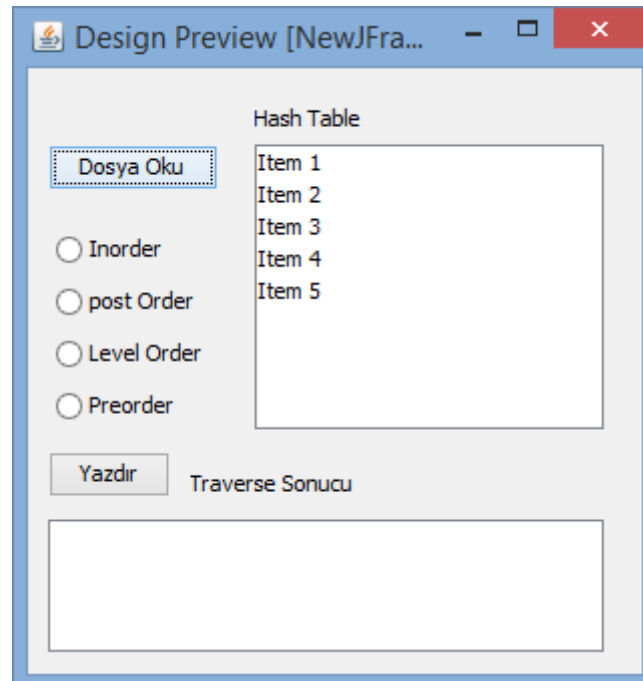 Design Preview [NewJFra...
Hash Table
Dosya Oku
Item 1
Item 2
Item 3
Item 4
Item 5
Inorder
post Order
Level Order
Preorder
Yazdır
Traverse Sonucu